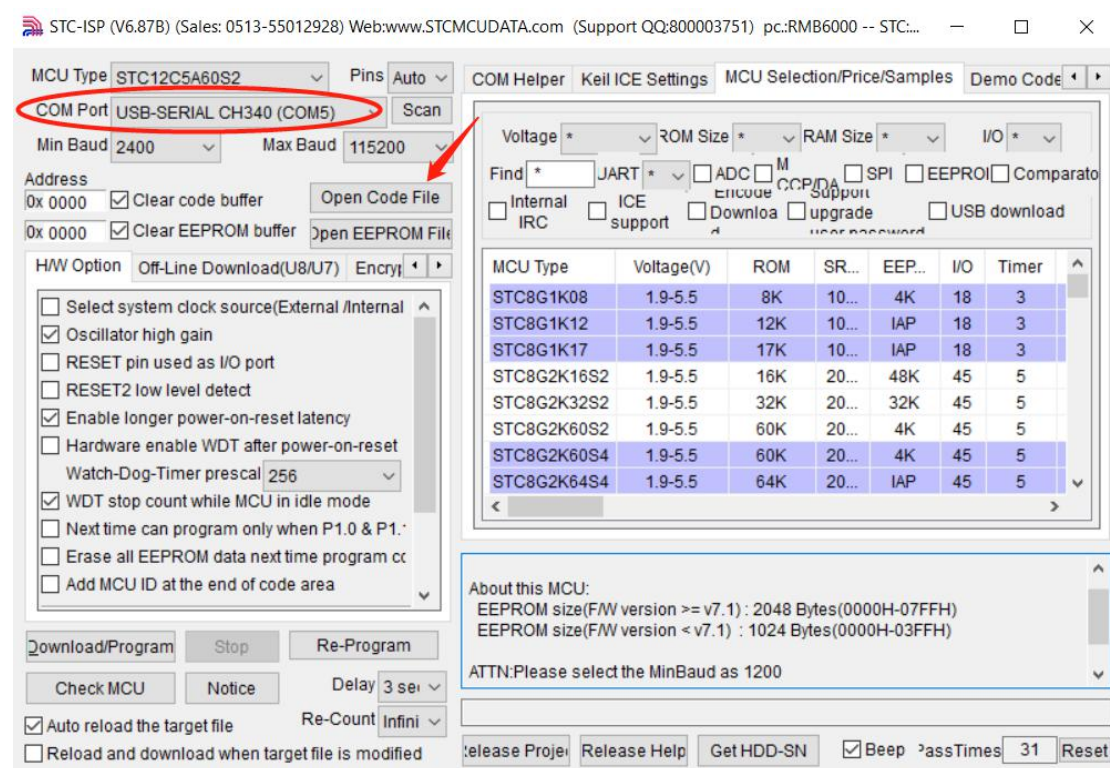 STC-ISP (V6.87B) (Sales: 0513-55012928) Web:www.STCMCUDATA.com (Support QQ:800003751) pc.:RMB6000 -- STC:...
MCU Type STC12C5A60S2 Pins Auto
COM Port USB-SERIAL CH340 (COM5) Scan
Min Baud 2400 Max Baud 115200
Address
0x 0000 Clear code buffer Open Code File
0x 0000 Clear EEPROM buffer Open EEPROM File
H/W Option Off-Line Download(U8/U7) Encryp
Select system clock source(External /Internal
Oscillator high gain
RESET pin used as I/O port
RESET2 low level detect
Enable longer power-on-reset latency
Hardware enable WDT after power-on-reset
Watch-Dog-Timer prescal 256
WDT stop count while MCU in idle mode
Next time can program only when P1.0 & P1.
Erase all EEPROM data next time program cc
Add MCU ID at the end of code area
Download/Program Stop Re-Program
Check MCU Notice Delay 3 sec
Auto reload the target file Re-Count Infini
Reload and download when target file is modified
COM Helper Keil ICE Settings MCU Selection/Price/Samples Demo Code
Voltage * ROM Size * RAM Size * I/O *
Find * UART * ADC M CCP/DA SPI EEPROI Comparato
Internal IRC ICE support Encode Downloa d Support upgrade user password USB download
MCU Type Voltage(V) ROM SR... EEP... I/O Timer
STC8G1K08 1.9-5.5 8K 10... 4K 18 3
STC8G1K12 1.9-5.5 12K 10... IAP 18 3
STC8G1K17 1.9-5.5 17K 10... IAP 18 3
STC8G2K16S2 1.9-5.5 16K 20... 48K 45 5
STC8G2K32S2 1.9-5.5 32K 20... 32K 45 5
STC8G2K60S2 1.9-5.5 60K 20... 4K 45 5
STC8G2K60S4 1.9-5.5 60K 20... 4K 45 5
STC8G2K64S4 1.9-5.5 64K 20... IAP 45 5
About this MCU:
EEPROM size(F/W version >= v7.1) : 2048 Bytes(0000H-07FFH)
EEPROM size(F/W version < v7.1) : 1024 Bytes(0000H-03FFH)
ATTN:Please select the MinBaud as 1200
Release Projec Release Help Get HDD-SN Beep PassTimes 31 Reset